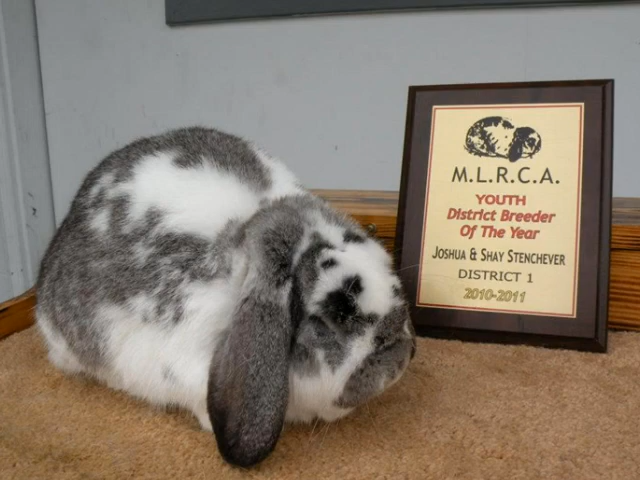 M.L.R.C.A.
YOUTH
District Breeder
Of The Year
JOSHUA & SHAY STENCHEVER
DISTRICT 1
2010-2011